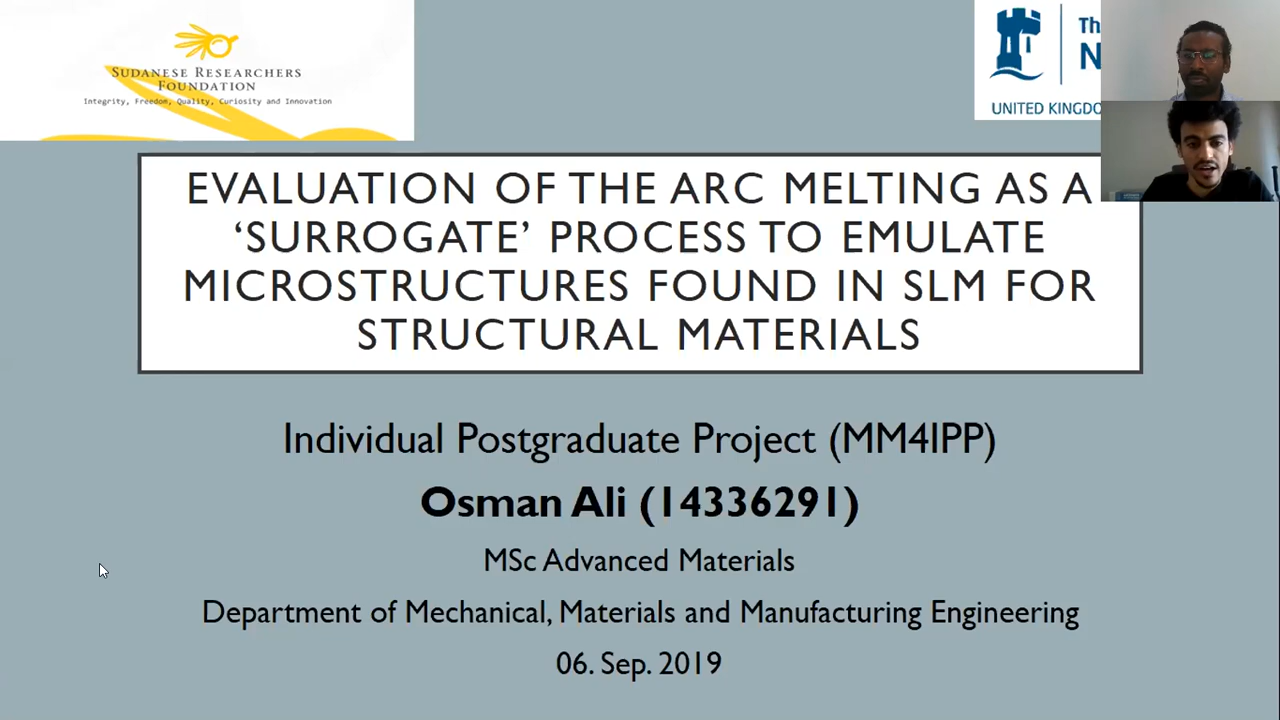 SUDANESE RESEARCHERS
FOUNDATION
Integrity, Freedom, Quality, Curiosity and Innovation
UNITED KINGDO
EVALUATION OF THE ARC MELTING AS A
‘SURROGATE’ PROCESS TO EMULATE
MICROSTRUCTURES FOUND IN SLM FOR
STRUCTURAL MATERIALS
Individual Postgraduate Project (MM4IPP)
Osman Ali (14336291)
MSc Advanced Materials
Department of Mechanical, Materials and Manufacturing Engineering
06. Sep. 2019